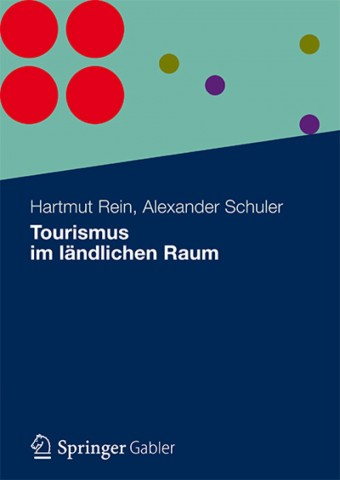 Hartmut Rein, Alexander Schuler
Tourismus
im ländlichen Raum
Springer Gabler